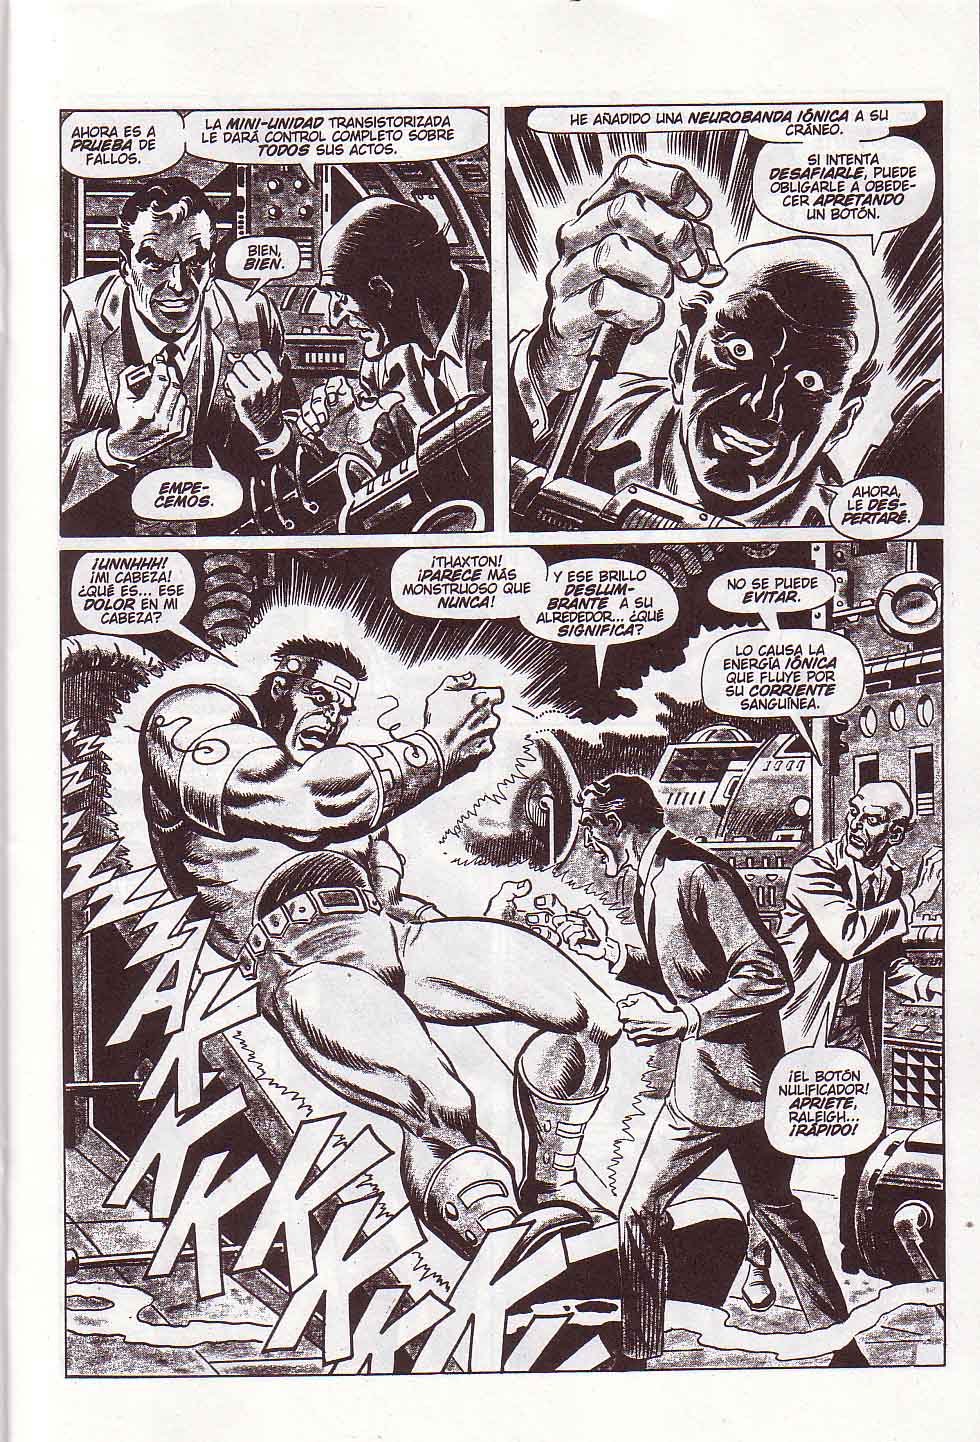 AHORA ES A
PRUEBA DE
FALLOS.
LA MINI-UNIDAD TRANSISTORIZADA
LE DARÁ CONTROL COMPLETO SOBRE
TODOS SUS ACTOS.
BIEN,
BIEN.
EMPE-
CEMOS.
HE AÑADIDO UNA NEUROBANDA IÓNICA A SU
CRÁNEO.
SI INTENTA
DESAFIARLE, PUEDE
OBLIGARLE A OBEDE-
CER APRETANDO
UN BOTÓN.
AHORA,
LE DES-
PERTARÉ.
¡UNNHHH!
¡MI CABEZA!
¿QUÉ ES... ESE
DOLOR EN MI
CABEZA?
¡THAXTON!
¡PARECE MÁS
MONSTRUOSO QUE
NUNCA!
Y ESE BRILLO
DESLUM-
BRANTE A SU
ALREDEDOR... ¿QUÉ
SIGNIFICA?
NO SE PUEDE
EVITAR.
LO CAUSA LA
ENERGÍA IÓNICA
QUE FLUYE POR
SU CORRIENTE
SANGUÍNEA.
¡EL BOTÓN
NULIFICADOR!
APRIETE,
RALEIGH...
¡RÁPIDO!